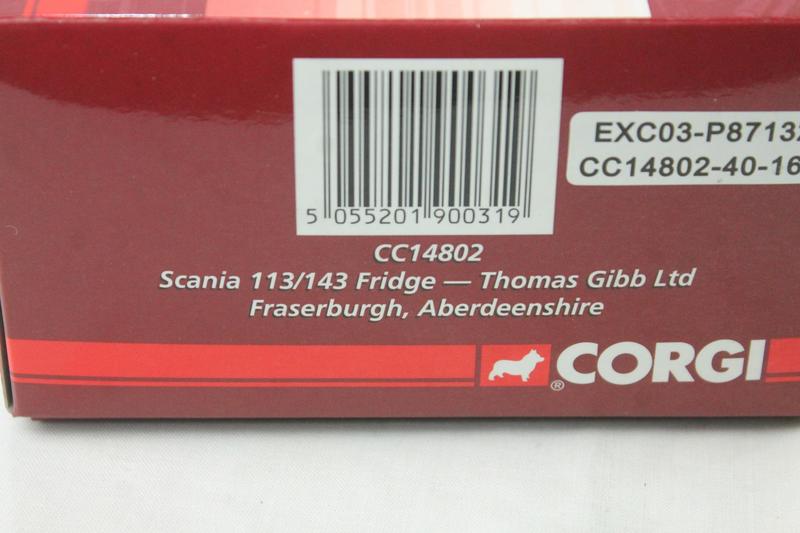 5 055201 900319
EXC03-P8713
CC14802-40-16
CC14802
Scania 113/143 Fridge — Thomas Gibb Ltd
Fraserburgh, Aberdeenshire
® CORGI